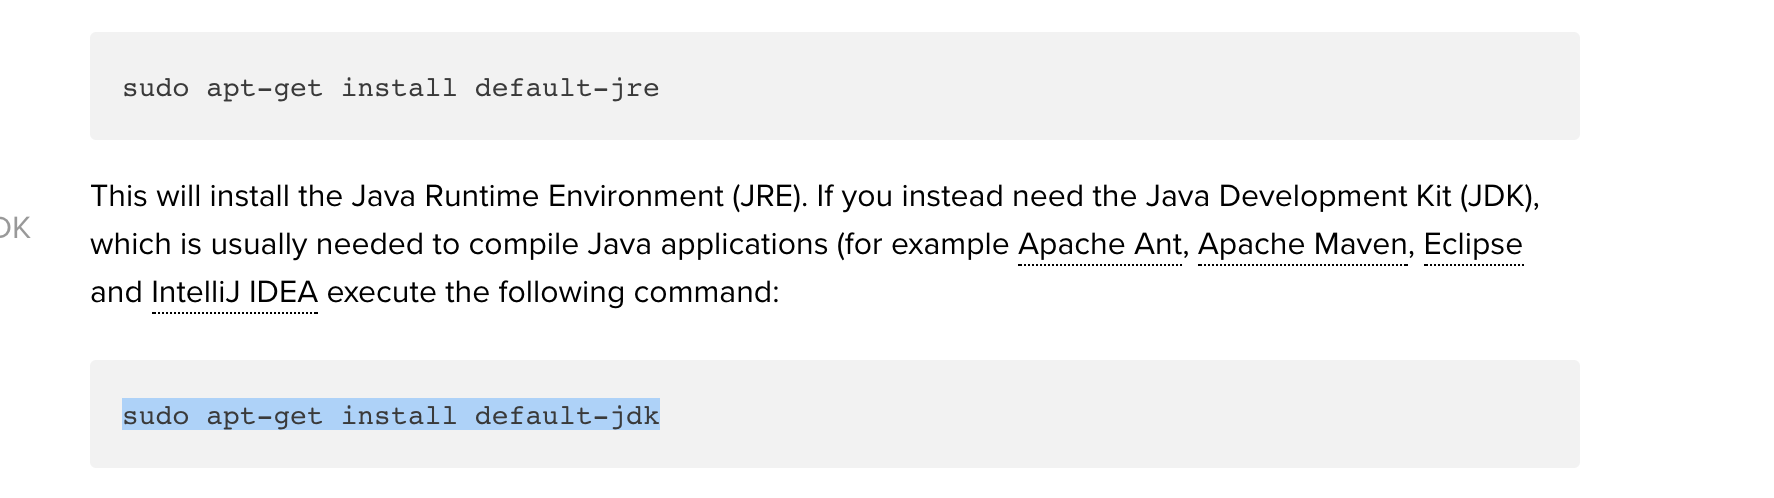 sudo apt-get install default-jre
This will install the Java Runtime Environment (JRE). If you instead need the Java Development Kit (JDK),
DK
which is usually needed to compile Java applications (for example Apache Ant, Apache Maven, Eclipse
and IntelliJ IDEA execute the following command:
sudo apt-get install default-jdk